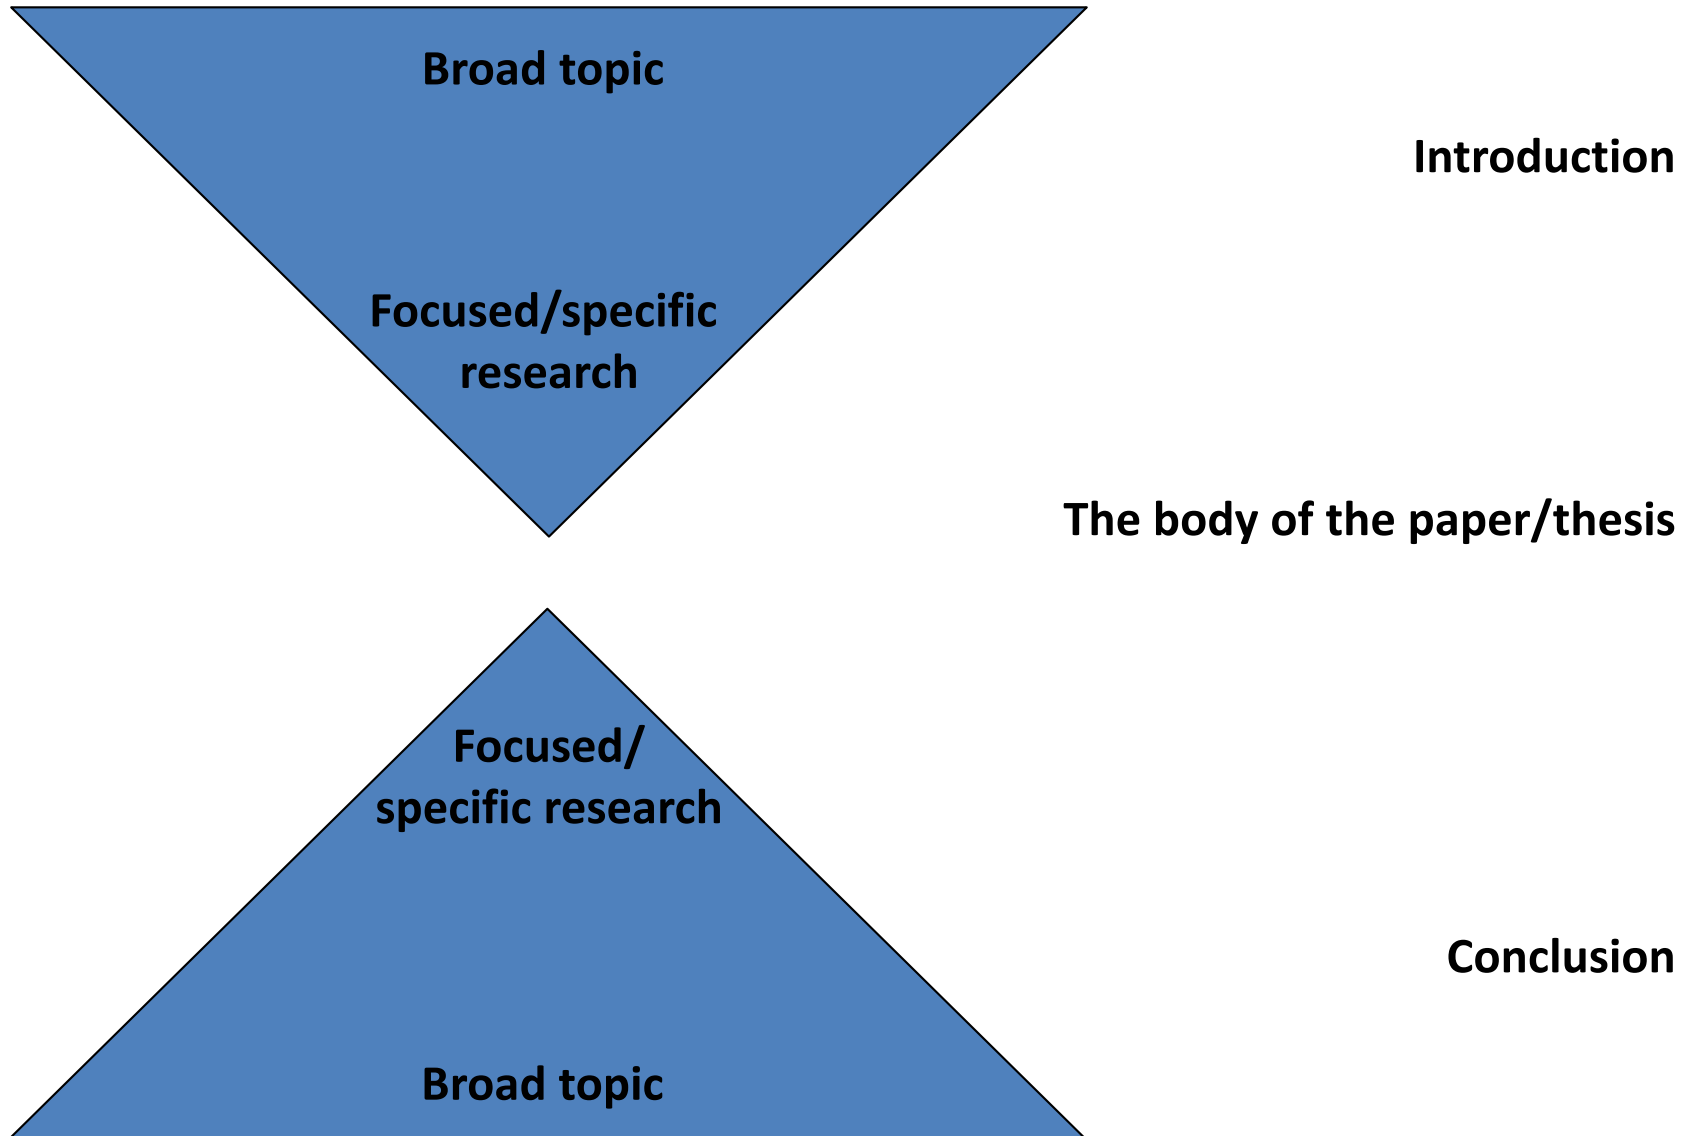 Broad topic
Introduction
Focused/specific
research
The body of the paper/thesis
Focused/
specific research
Conclusion
Broad topic